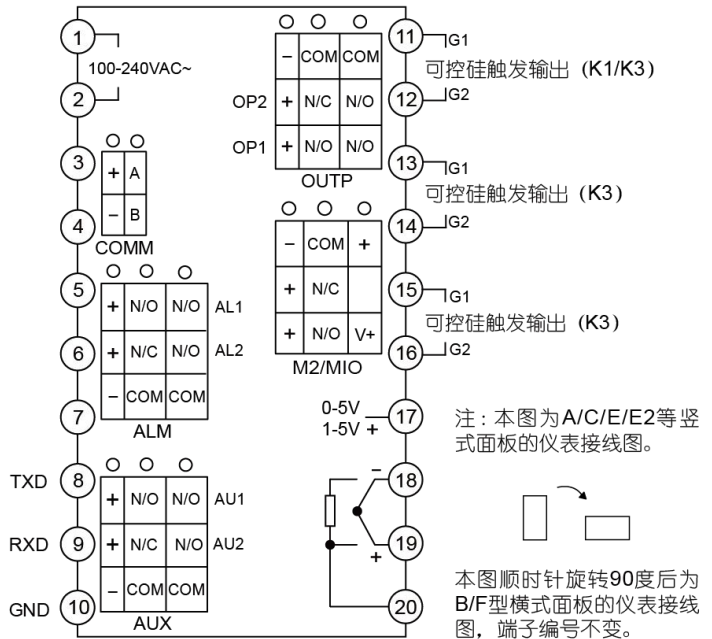 1
100-240VAC~
2
3
+ A
4
- B
COMM
5
+ N/O N/O AL1
6
+ N/C N/O AL2
7
- COM COM
ALM
TXD 8
+ N/O N/O AU1
RXD 9
+ N/C N/O AU2
GND 10
- COM COM
AUX
- COM COM
OP2 + N/C N/O
OP1 + N/O N/O
OUTP
- COM +
+ N/C
+ N/O V+
M2/MIO
11 G1
可控硅触发输出 (K1/K3)
12 G2
13 G1
可控硅触发输出 (K3)
14 G2
15 G1
可控硅触发输出 (K3)
16 G2
0-5V
1-5V + 17
- 18
+ 19
20
注：本图为A/C/E/E2等竖
式面板的仪表接线图。
本图顺时针旋转90度后为
B/F型横式面板的仪表接线
图，端子编号不变。